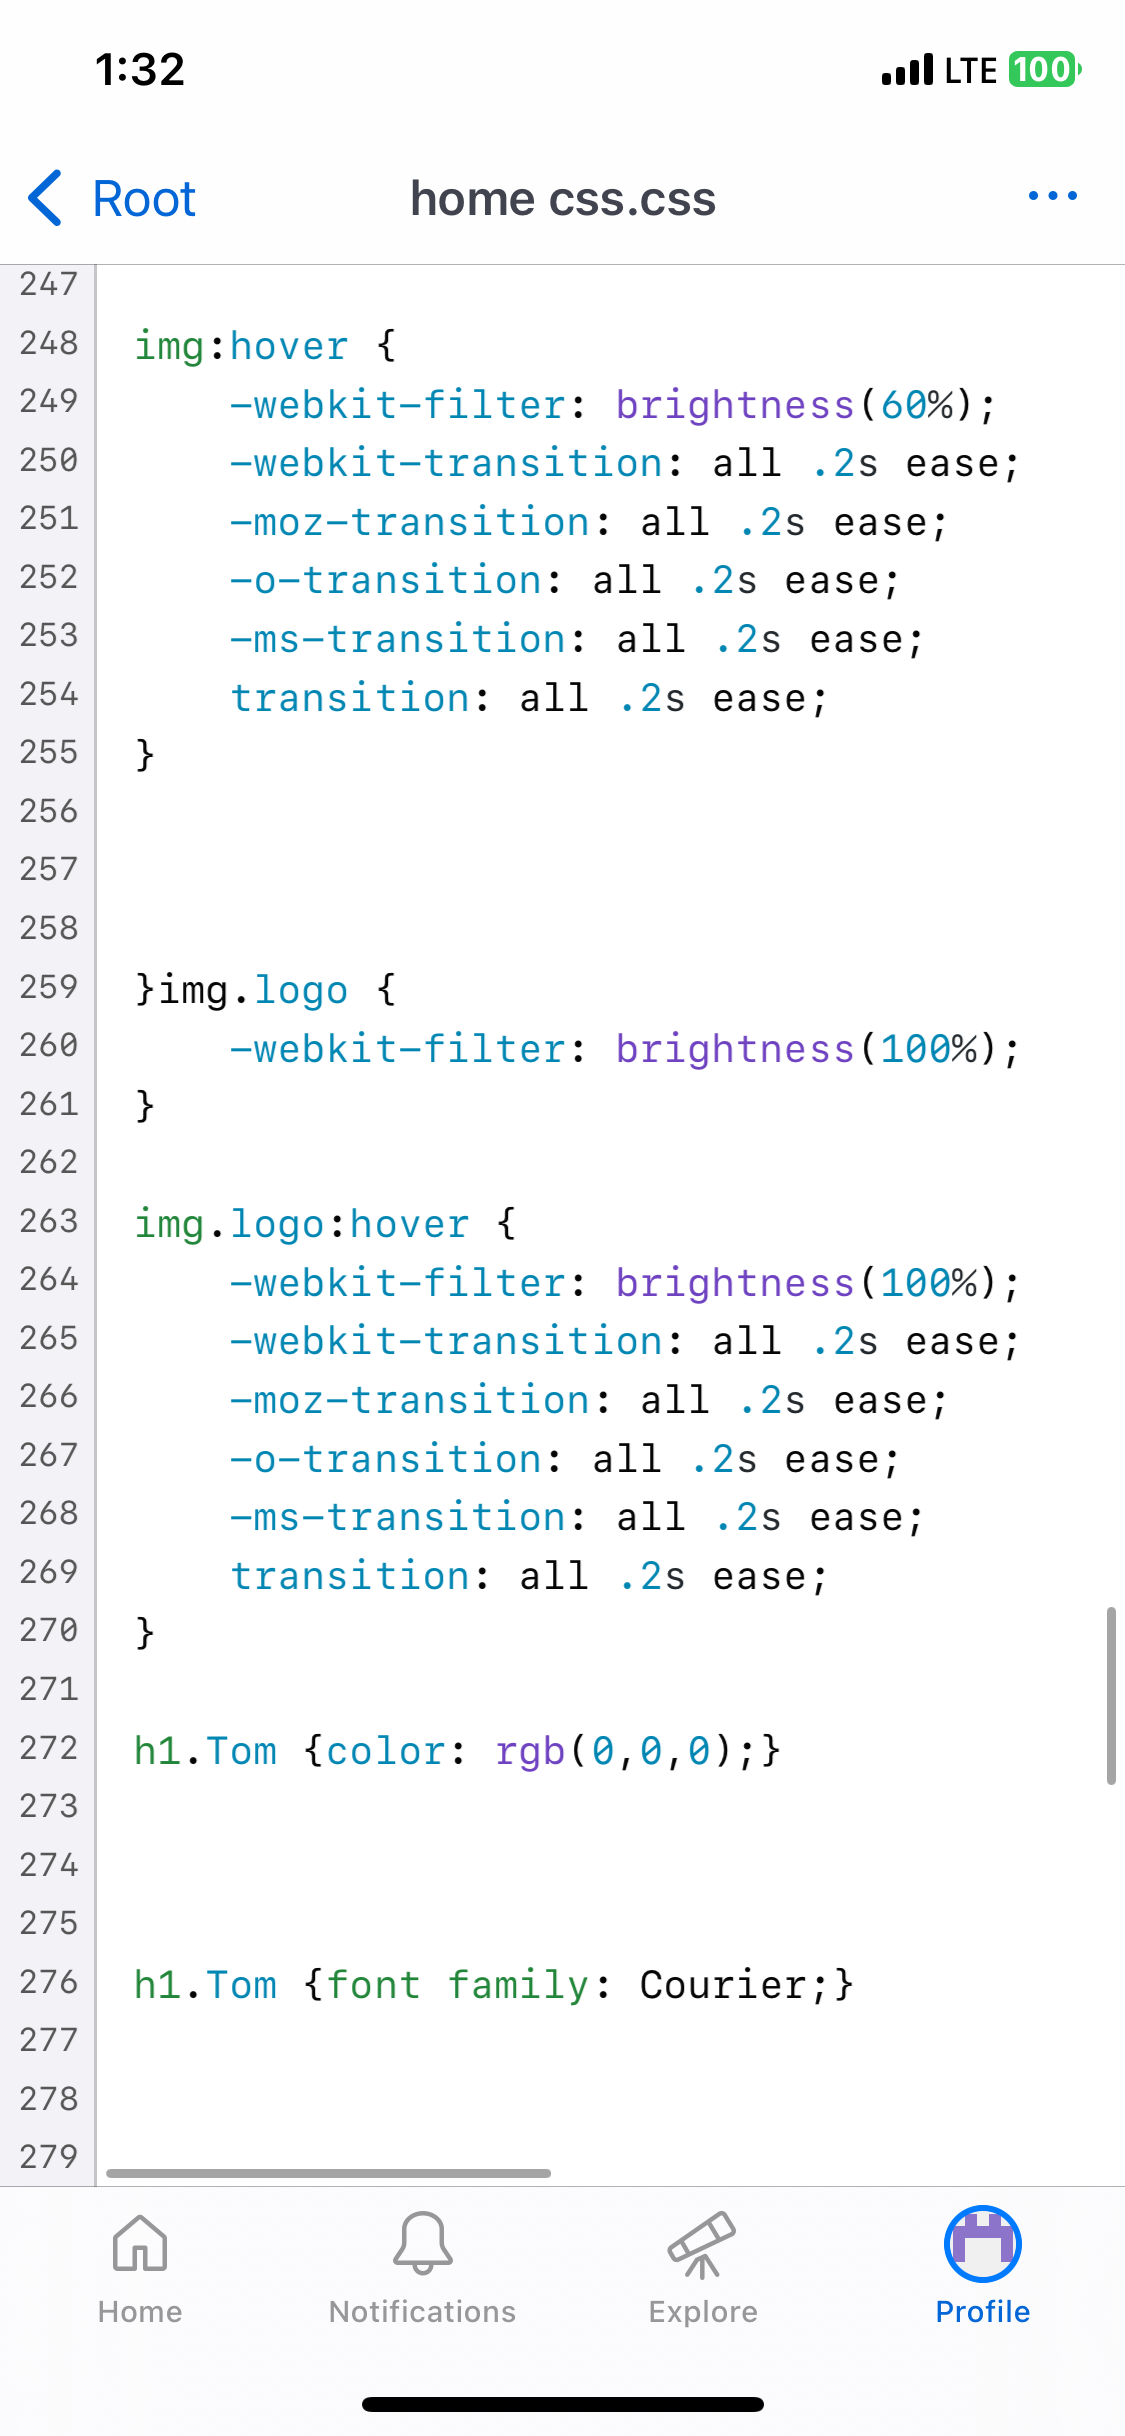 1:32 LTE 100
Root home css.css
247
248 img:hover {
249 -webkit-filter: brightness(60%);
250 -webkit-transition: all .2s ease;
251 -moz-transition: all .2s ease;
252 -o-transition: all .2s ease;
253 -ms-transition: all .2s ease;
254 transition: all .2s ease;
255 }
256
257
258
259 }img.logo {
260 -webkit-filter: brightness(100%);
261 }
262
263 img.logo:hover {
264 -webkit-filter: brightness(100%);
265 -webkit-transition: all .2s ease;
266 -moz-transition: all .2s ease;
267 -o-transition: all .2s ease;
268 -ms-transition: all .2s ease;
269 transition: all .2s ease;
270 }
271
272 h1.Tom {color: rgb(0,0,0);}
273
274
275
276 h1.Tom {font family: Courier;}
277
278
279
Home Notifications Explore Profile